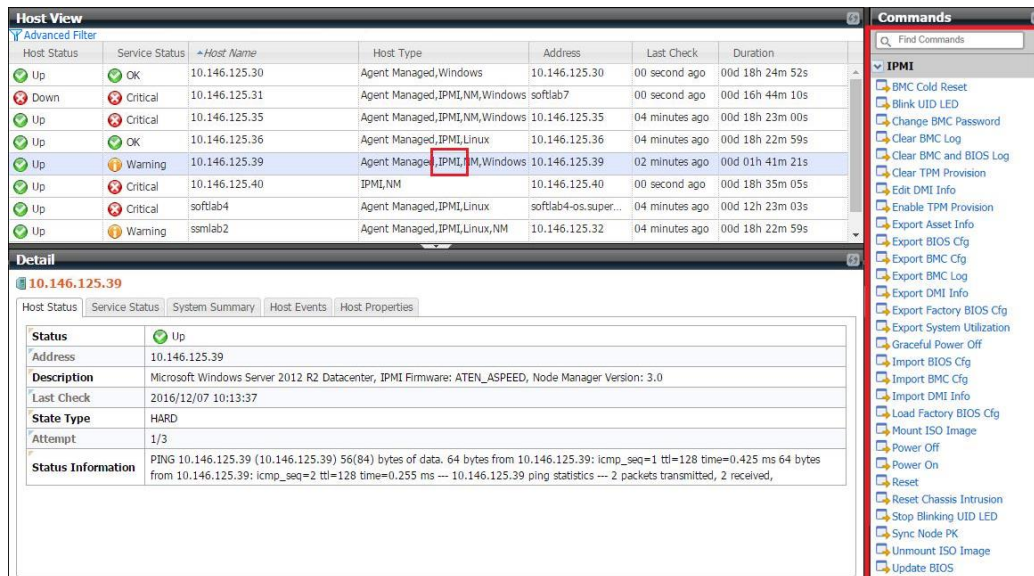 Host View
Advanced Filter
Host Status Service Status Host Name Host Type Address Last Check Duration
Up OK 10.146.125.30 Agent Managed,Windows 10.146.125.30 00 second ago 00d 18h 24m 52s
Down Critical 10.146.125.31 Agent Managed,IPMI,NM,Windows softlab7 00 second ago 00d 16h 44m 10s
Up Critical 10.146.125.35 Agent Managed,IPMI,NM,Windows 10.146.125.35 04 minutes ago 00d 18h 23m 00s
Up OK 10.146.125.36 Agent Managed,IPMI,Linux 10.146.125.36 04 minutes ago 00d 18h 22m 59s
Up Warning 10.146.125.39 Agent Managed,IPMI,NM,Windows 10.146.125.39 02 minutes ago 00d 01h 41m 21s
Up Critical 10.146.125.40 IPMI,NM 10.146.125.40 00 second ago 00d 18h 35m 05s
Up Critical softlab4 Agent Managed,IPMI,Linux softlab4-os.super... 04 minutes ago 00d 12h 23m 03s
Up Warning ssmlab2 Agent Managed,IPMI,Linux,NM 10.146.125.32 04 minutes ago 00d 18h 22m 59s
Detail
10.146.125.39
Host Status Service Status System Summary Host Events Host Properties
Status Up
Address 10.146.125.39
Description Microsoft Windows Server 2012 R2 Datacenter, IPMI Firmware: ATEN_ASPEED, Node Manager Version: 3.0
Last Check 2016/12/07 10:13:37
State Type HARD
Attempt 1/3
Status Information PING 10.146.125.39 (10.146.125.39) 56(84) bytes of data. 64 bytes from 10.146.125.39: icmp_seq=1 ttl=128 time=0.425 ms 64 bytes
from 10.146.125.39: icmp_seq=2 ttl=128 time=0.255 ms --- 10.146.125.39 ping statistics --- 2 packets transmitted, 2 received,
Commands
Find Commands
IPMI
BMC Cold Reset
Blink UID LED
Change BMC Password
Clear BMC Log
Clear BMC and BIOS Log
Clear TPM Provision
Edit DMI Info
Enable TPM Provision
Export Asset Info
Export BIOS Cfg
Export BMC Cfg
Export BMC Log
Export DMI Info
Export Factory BIOS Cfg
Export System Utilization
Graceful Power Off
Import BIOS Cfg
Import BMC Cfg
Import DMI Info
Load Factory BIOS Cfg
Mount ISO Image
Power Off
Power On
Reset
Reset Chassis Intrusion
Stop Blinking UID LED
Sync Node PK
Unmount ISO Image
Update BIOS